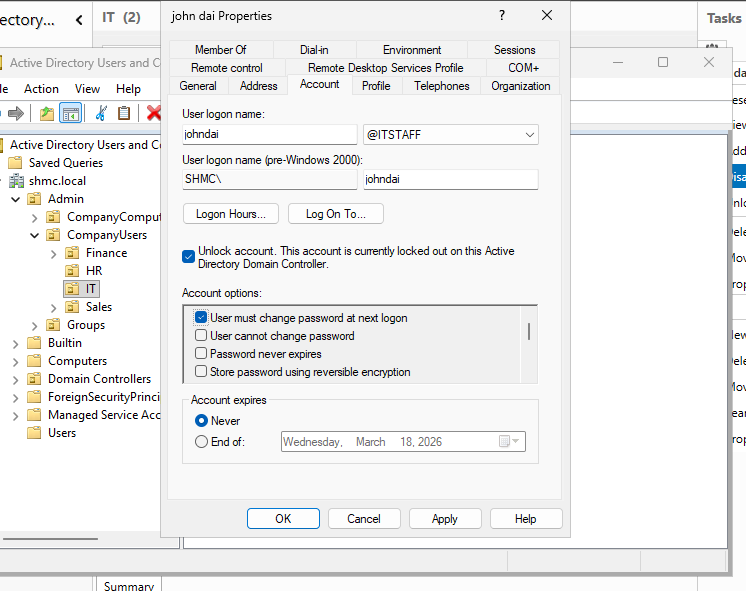 ectory...
IT (2)
john dai Properties
?
Tasks
Active Directory Users and C
Action View Help
Active Directory Users and Co
Saved Queries
shmc.local
Admin
CompanyComput
CompanyUsers
Finance
HR
IT
Sales
Groups
Builtin
Computers
Domain Controllers
ForeignSecurityPrinci
Managed Service Acc
Users
Member Of Dial-in Environment Sessions
Remote control Remote Desktop Services Profile COM+
General Address Account Profile Telephones Organization
User logon name:
johndai @ITSTAFF
User logon name (pre-Windows 2000):
SHMC\ johndai
Logon Hours... Log On To...
Unlock account. This account is currently locked out on this Active
Directory Domain Controller.
Account options:
User must change password at next logon
User cannot change password
Password never expires
Store password using reversible encryption
Account expires
Never
End of: Wednesday, March 18, 2026
OK Cancel Apply Help
Summary